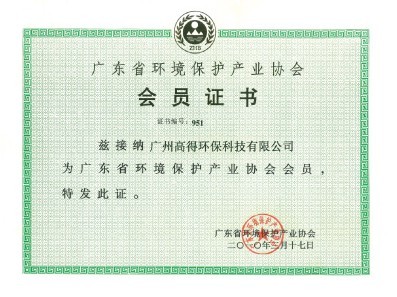 广东省环境保护产业协会
会员证书
证书编号：951
兹接纳 广州高得环保科技有限公司
为广东省环境保护产业协会会员，
特发此证。
广东省环境保护产业协会
二〇一〇年 月十七日